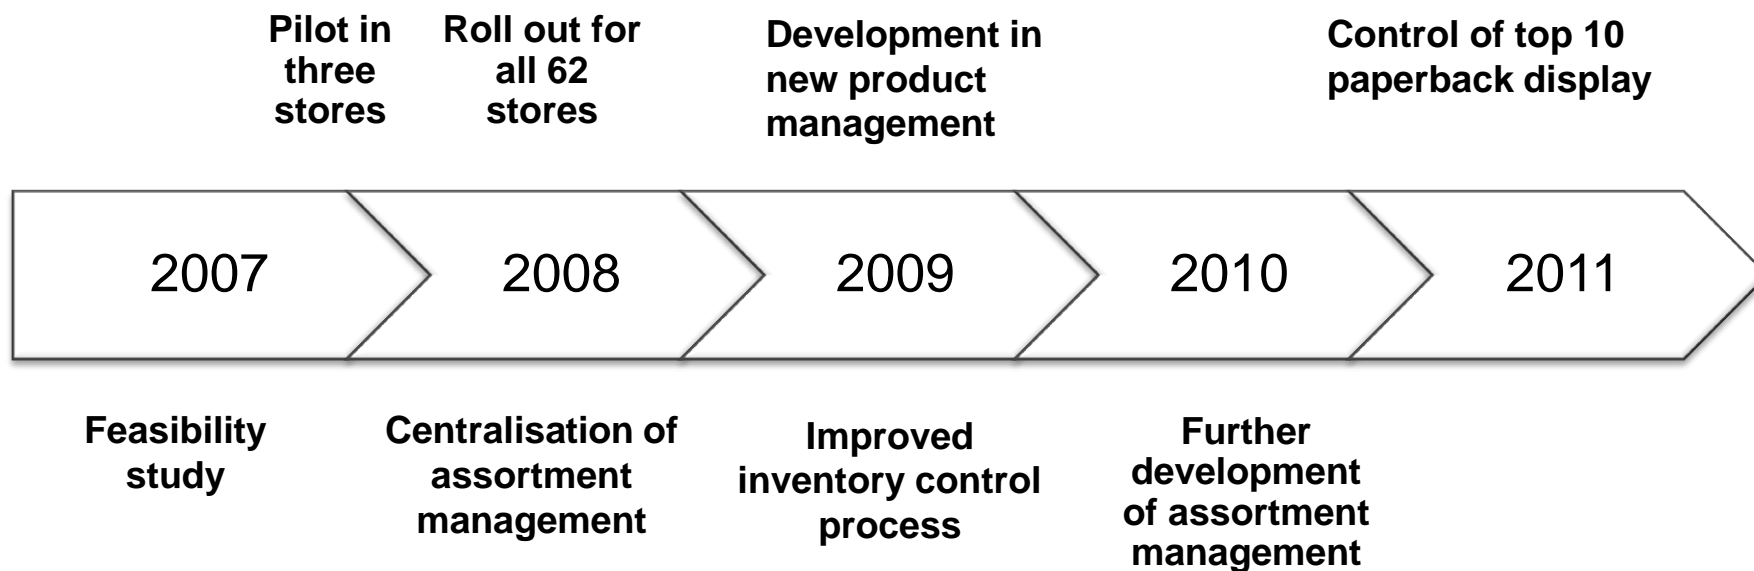 Pilot in
three
stores
Roll out for
all 62
stores
Development in
new product
management
Control of top 10
paperback display
2007
2008
2009
2010
2011
Feasibility
study
Centralisation of
assortment
management
Improved
inventory control
process
Further
development
of assortment
management